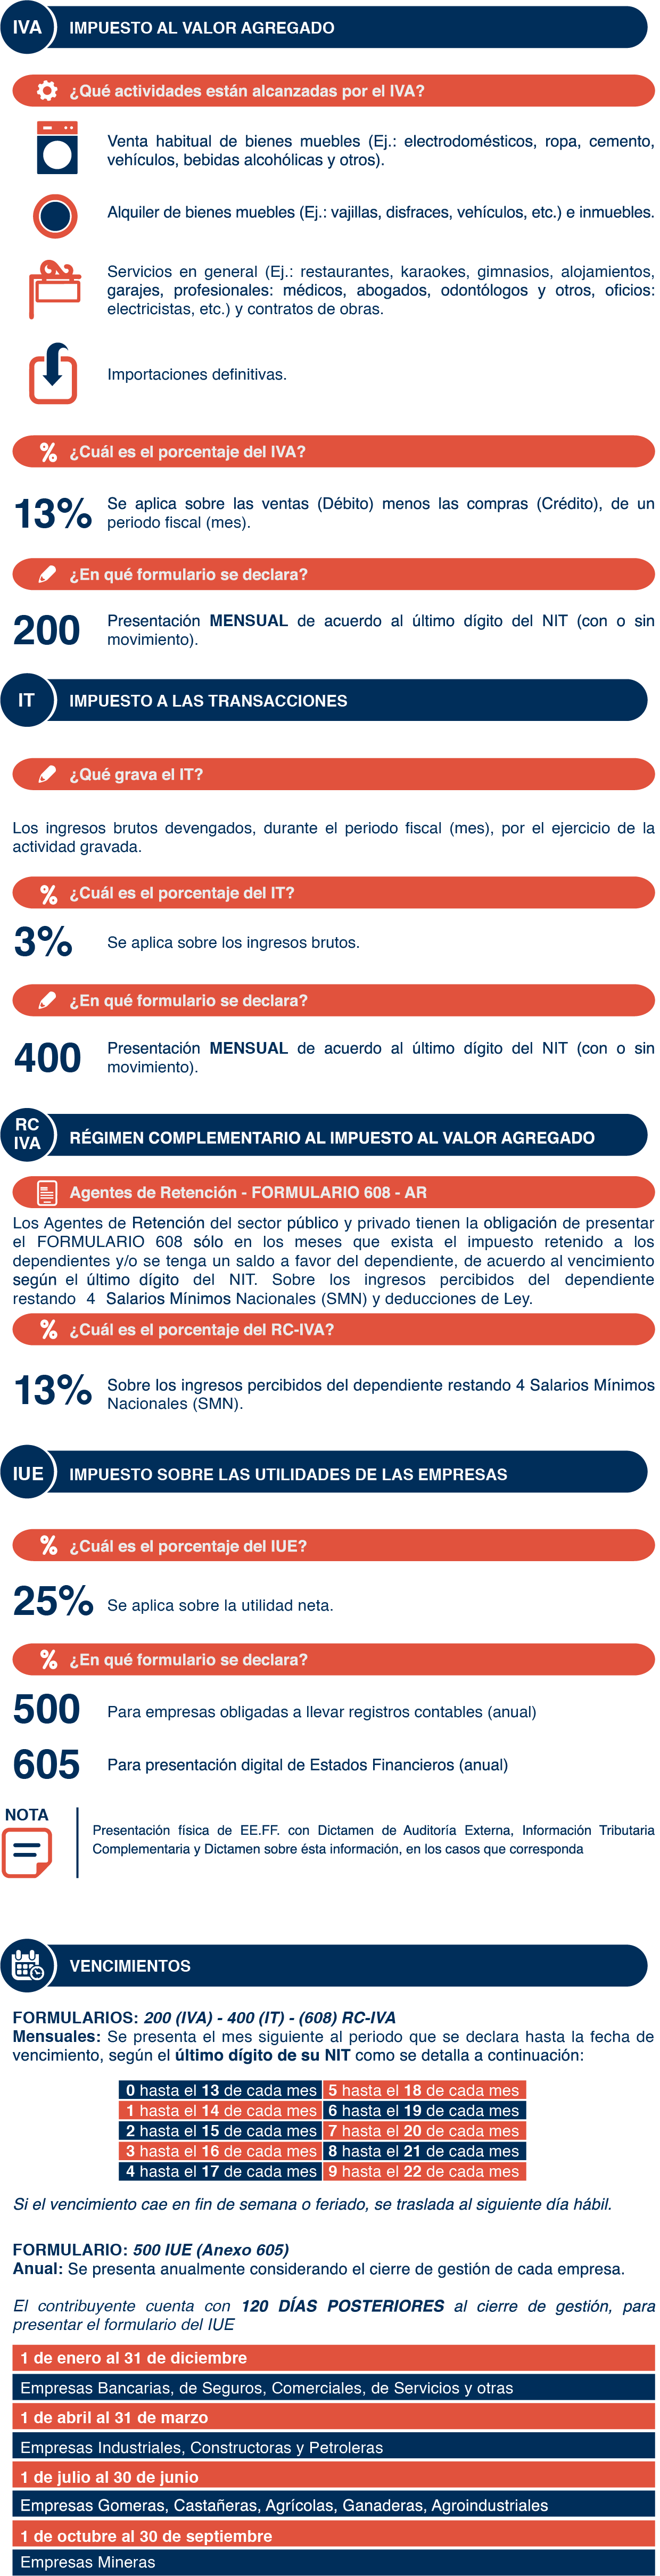 IVA IMPUESTO AL VALOR AGREGADO
¿Qué actividades están alcanzadas por el IVA?
Venta habitual de bienes muebles (Ej.: electrodomésticos, ropa, cemento,
vehículos, bebidas alcohólicas y otros).
Alquiler de bienes muebles (Ej.: vajillas, disfraces, vehículos, etc.) e inmuebles.
Servicios en general (Ej.: restaurantes, karaokes, gimnasios, alojamientos,
garajes, profesionales: médicos, abogados, odontólogos y otros, oficios:
electricistas, etc.) y contratos de obras.
Importaciones definitivas.
% ¿Cuál es el porcentaje del IVA?
13% Se aplica sobre las ventas (Débito) menos las compras (Crédito), de un
periodo fiscal (mes).
¿En qué formulario se declara?
200 Presentación MENSUAL de acuerdo al último dígito del NIT (con o sin
movimiento).
IT IMPUESTO A LAS TRANSACCIONES
¿Qué grava el IT?
Los ingresos brutos devengados, durante el periodo fiscal (mes), por el ejercicio de la
actividad gravada.
% ¿Cuál es el porcentaje del IT?
3% Se aplica sobre los ingresos brutos.
¿En qué formulario se declara?
400 Presentación MENSUAL de acuerdo al último dígito del NIT (con o sin
movimiento).
RC
IVA RÉGIMEN COMPLEMENTARIO AL IMPUESTO AL VALOR AGREGADO
Agentes de Retención - FORMULARIO 608 - AR
Los Agentes de Retención del sector público y privado tienen la obligación de presentar
el FORMULARIO 608 sólo en los meses que exista el impuesto retenido a los
dependientes y/o se tenga un saldo a favor del dependiente, de acuerdo al vencimiento
según el último dígito del NIT. Sobre los ingresos percibidos del dependiente
restando 4 Salarios Mínimos Nacionales (SMN) y deducciones de Ley.
% ¿Cuál es el porcentaje del RC-IVA?
13% Sobre los ingresos percibidos del dependiente restando 4 Salarios Mínimos
Nacionales (SMN).
IUE IMPUESTO SOBRE LAS UTILIDADES DE LAS EMPRESAS
% ¿Cuál es el porcentaje del IUE?
25% Se aplica sobre la utilidad neta.
% ¿En qué formulario se declara?
500 Para empresas obligadas a llevar registros contables (anual)
605 Para presentación digital de Estados Financieros (anual)
NOTA
Presentación física de EE.FF. con Dictamen de Auditoría Externa, Información Tributaria
Complementaria y Dictamen sobre ésta información, en los casos que corresponda
VENCIMIENTOS
FORMULARIOS: 200 (IVA) - 400 (IT) - (608) RC-IVA
Mensuales: Se presenta el mes siguiente al periodo que se declara hasta la fecha de
vencimiento, según el último dígito de su NIT como se detalla a continuación:
0 hasta el 13 de cada mes 5 hasta el 18 de cada mes
1 hasta el 14 de cada mes 6 hasta el 19 de cada mes
2 hasta el 15 de cada mes 7 hasta el 20 de cada mes
3 hasta el 16 de cada mes 8 hasta el 21 de cada mes
4 hasta el 17 de cada mes 9 hasta el 22 de cada mes
Si el vencimiento cae en fin de semana o feriado, se traslada al siguiente día hábil.
FORMULARIO: 500 IUE (Anexo 605)
Anual: Se presenta anualmente considerando el cierre de gestión de cada empresa.
El contribuyente cuenta con 120 DÍAS POSTERIORES al cierre de gestión, para
presentar el formulario del IUE
1 de enero al 31 de diciembre
Empresas Bancarias, de Seguros, Comerciales, de Servicios y otras
1 de abril al 31 de marzo
Empresas Industriales, Constructoras y Petroleras
1 de julio al 30 de junio
Empresas Gomeras, Castañeras, Agrícolas, Ganaderas, Agroindustriales
1 de octubre al 30 de septiembre
Empresas Mineras